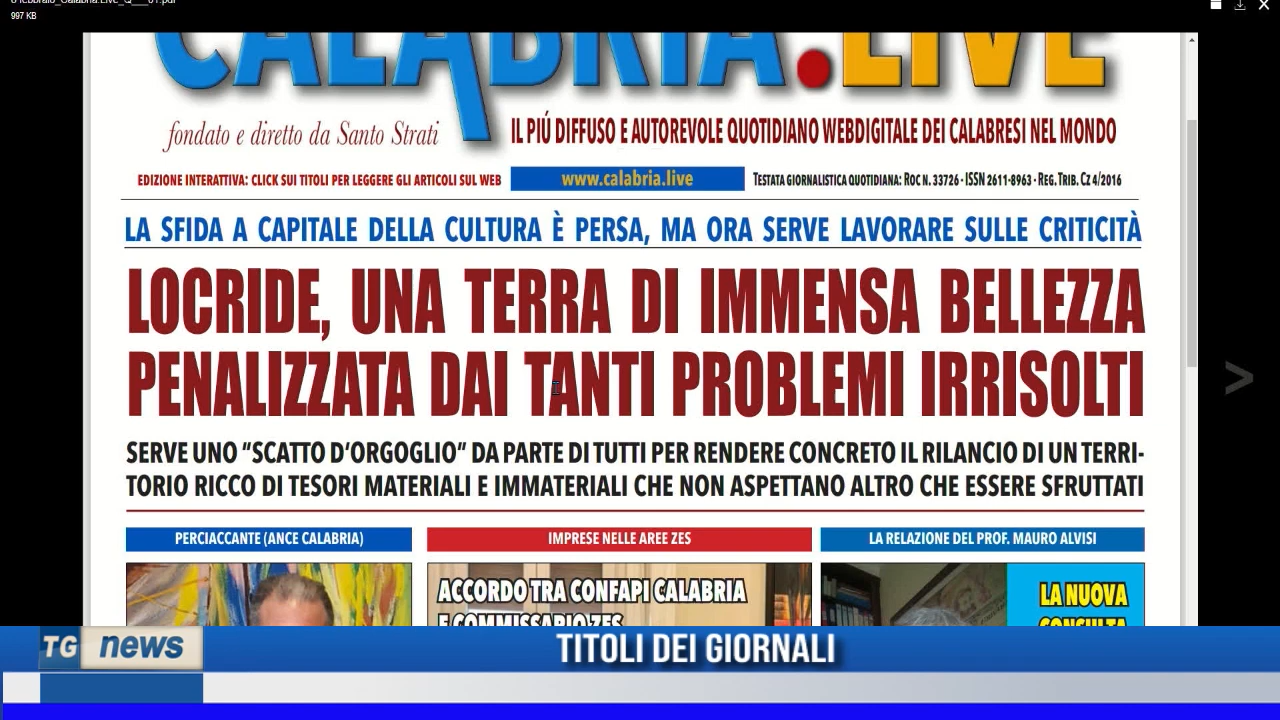 997 KB
CALABRIA.LIVE
fondato e diretto da Santo Strati
IL PIÚ DIFFUSO E AUTOREVOLE QUOTIDIANO WEBDIGITALE DEI CALABRESI NEL MONDO
EDIZIONE INTERATTIVA: CLICK SUI TITOLI PER LEGGERE GLI ARTICOLI SUL WEB
www.calabria.live
TESTATA GIORNALISTICA QUOTIDIANA: ROC N. 33726 · ISSN 2611-8963 · REG. TRIB. CZ 4/2016
LA SFIDA A CAPITALE DELLA CULTURA È PERSA, MA ORA SERVE LAVORARE SULLE CRITICITÀ
LOCRIDE, UNA TERRA DI IMMENSA BELLEZZA
PENALIZZATA DAI TANTI PROBLEMI IRRISOLTI
SERVE UNO "SCATTO D'ORGOGLIO" DA PARTE DI TUTTI PER RENDERE CONCRETO IL RILANCIO DI UN TERRI-
TORIO RICCO DI TESORI MATERIALI E IMMATERIALI CHE NON ASPETTANO ALTRO CHE ESSERE SFRUTTATI
PERCIACCANTE (ANCE CALABRIA)
IMPRESE NELLE AREE ZES
LA RELAZIONE DEL PROF. MAURO ALVISI
ACCORDO TRA CONFAPI CALABRIA
E COMMISSARIO ZES
LA NUOVA
CONSULTA
TG news
TITOLI DEI GIORNALI